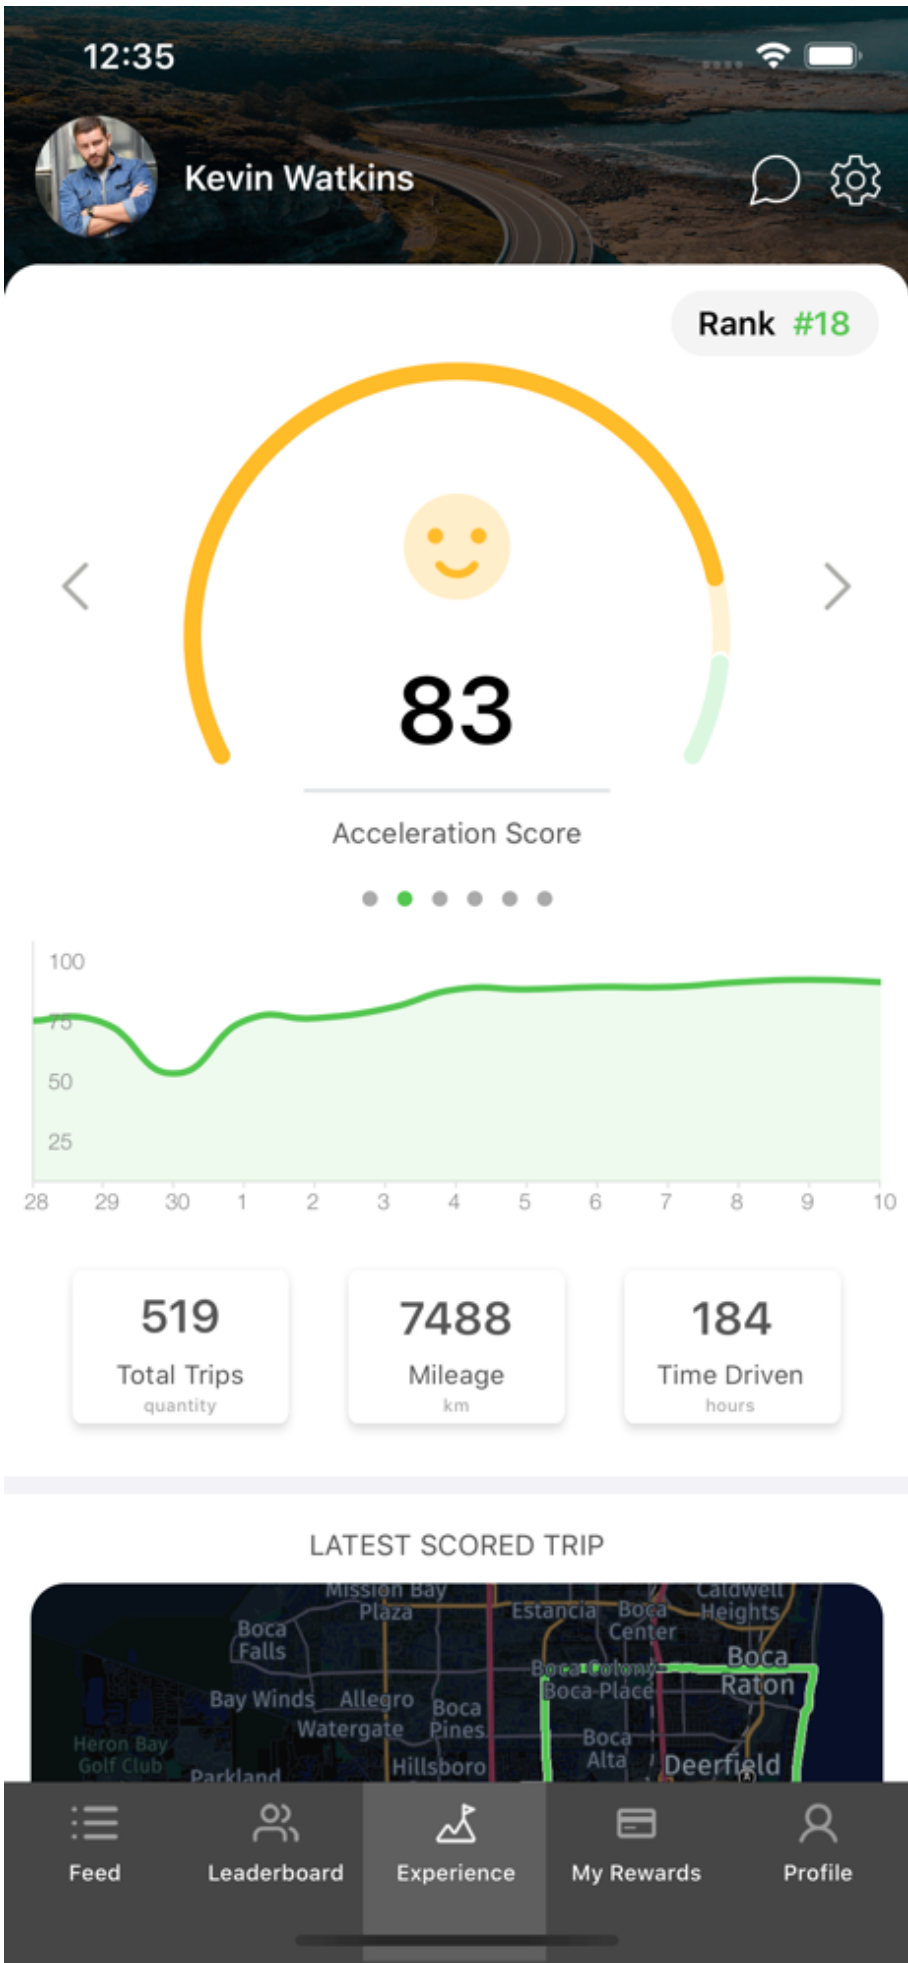 12:35
Kevin Watkins
Rank #18
83
Acceleration Score
100
75
50
25
28 29 30 1 2 3 4 5 6 7 8 9 10
519 7488 184
Total Trips Mileage Time Driven
quantity km hours
LATEST SCORED TRIP
Mission Bay
Plaza
Estancia
Boca
Center
Caldwell
Heights
Boca
Falls
Boca Colony
Boca Place
Boca
Raton
Bay Winds
Allegro
Boca
Pines
Watergate
Boca
Alta
Heron Bay
Golf Club
Hillsboro
Deerfield
Parkland
Feed Leaderboard Experience My Rewards Profile